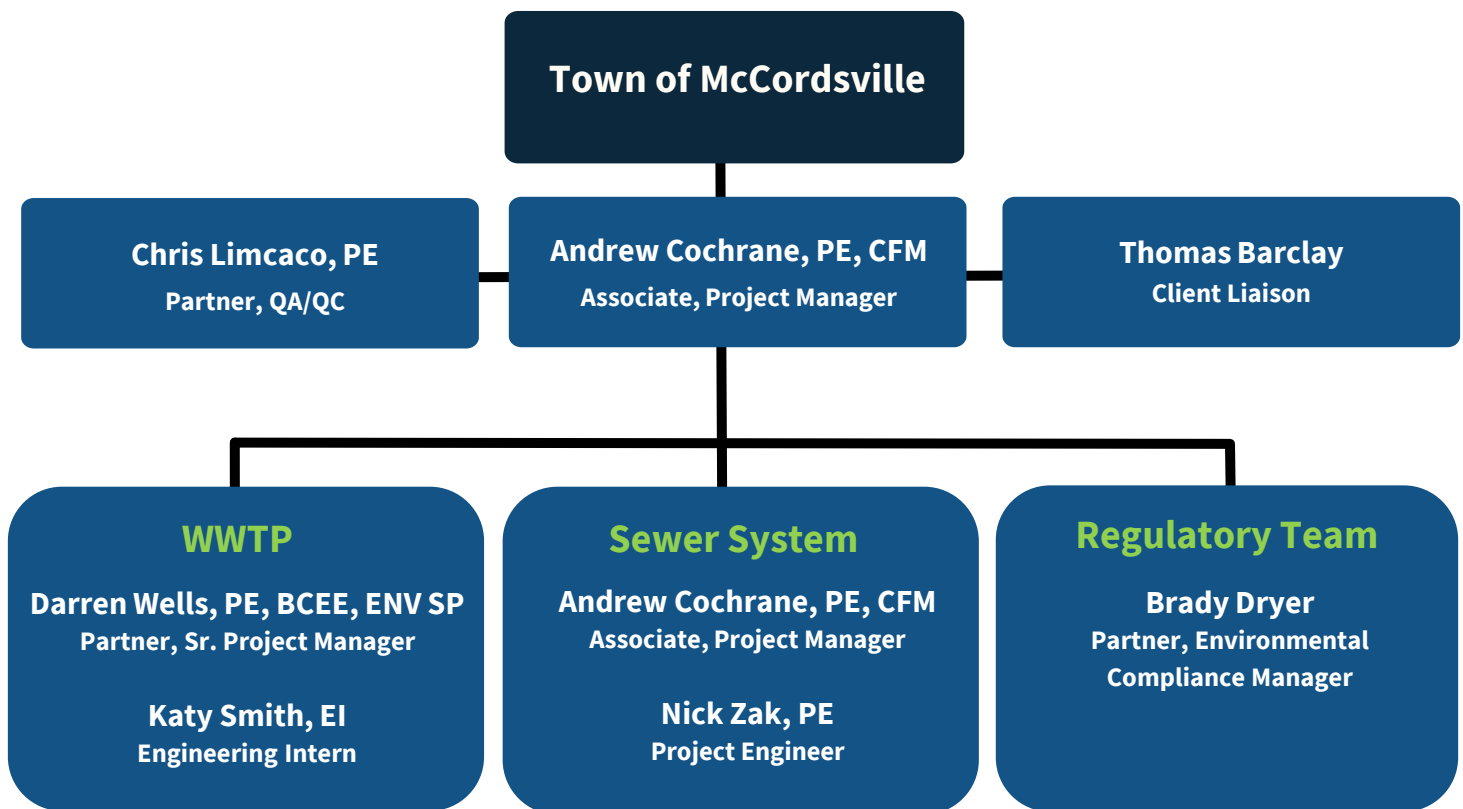 Town of McCordsville
Chris Limcaco, PE
Partner, QA/QC
Andrew Cochrane, PE, CFM
Associate, Project Manager
Thomas Barclay
Client Liaison
WWTP
Darren Wells, PE, BCEE, ENV SP
Partner, Sr. Project Manager
Katy Smith, EI
Engineering Intern
Sewer System
Andrew Cochrane, PE, CFM
Associate, Project Manager
Nick Zak, PE
Project Engineer
Regulatory Team
Brady Dryer
Partner, Environmental
Compliance Manager